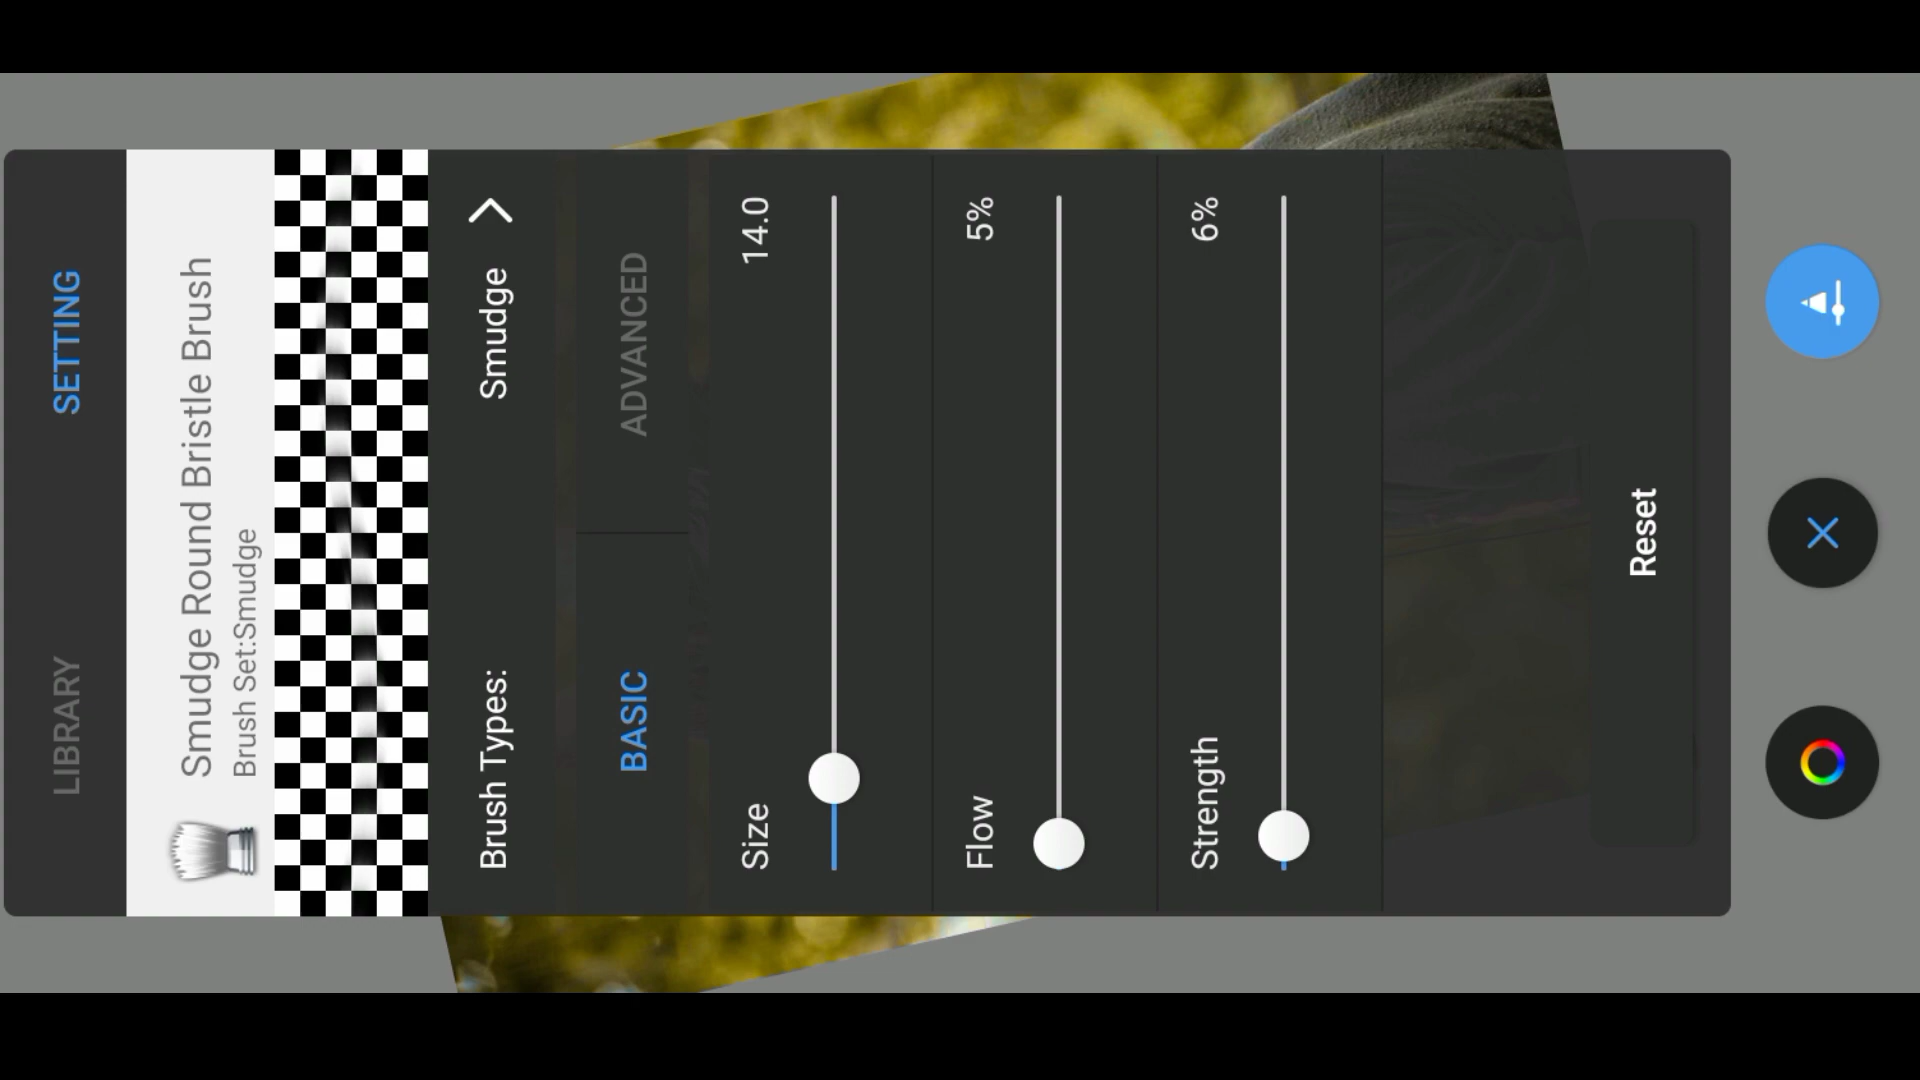 LIBRARY SETTING
Smudge Round Bristle Brush
Brush Set:Smudge
Brush Types: Smudge
BASIC ADVANCED
Size 14.0
Flow 5%
Strength 6%
Reset